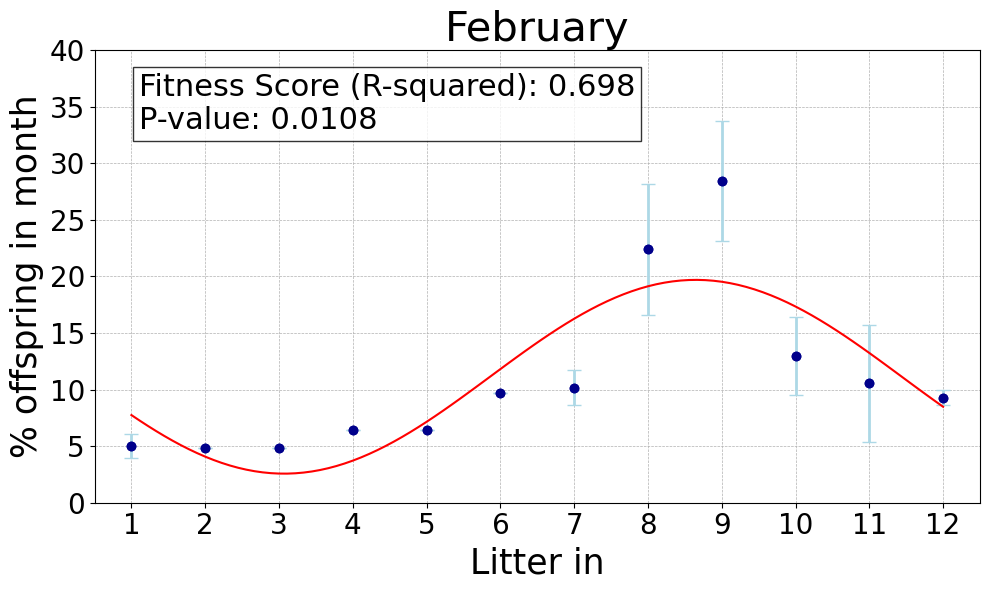 February
Fitness Score (R-squared): 0.698
P-value: 0.0108
% offspring in month
40
35
30
25
20
15
10
5
0
1 2 3 4 5 6 7 8 9 10 11 12
Litter in